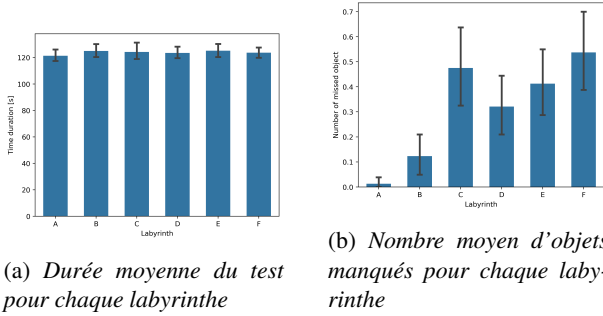 140
120
100
80
60
40
20
0
Time duration [s]
A B C D E F
Labyrinth
(a) Durée moyenne du test
pour chaque labyrinthe
0.7
0.6
0.5
0.4
0.3
0.2
0.1
0.0
Number of missed object
A B C D E F
Labyrinth
(b) Nombre moyen d'objets
manqués pour chaque laby-
rinthe